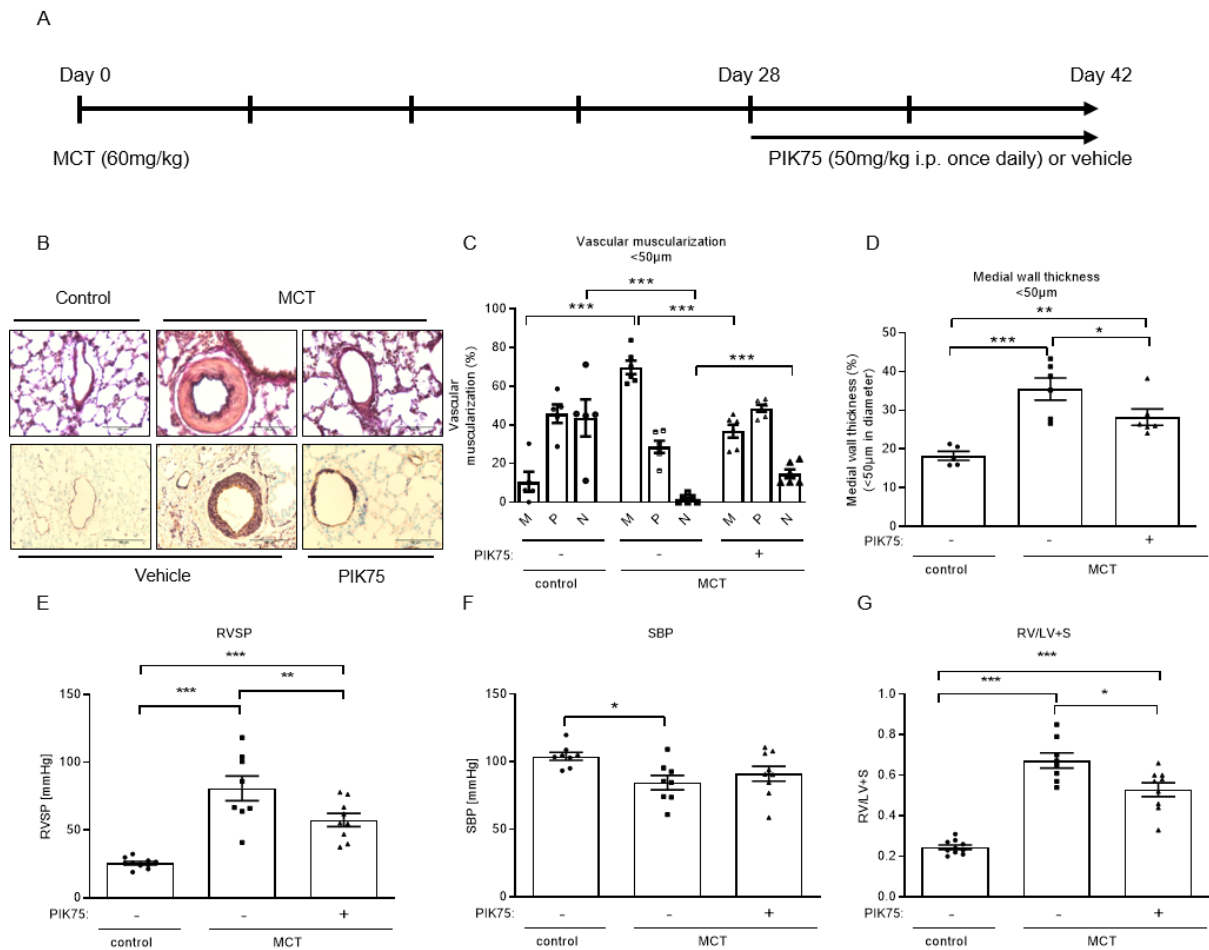 A
Day 0 Day 28 Day 42
MCT (60mg/kg) PIK75 (50mg/kg i.p. once daily) or vehicle
B
Control MCT
Vehicle PIK75
C
Vascular muscularization
<50µm
***
*** ***
***
Vascular
muscularization (%)
100
80
60
40
20
0
M P N M P N M P N
PIK75: - - +
control MCT
D
Medial wall thickness
<50µm
**
*** *
Medial wall thickness (%)
(<50µm in diameter)
50
40
30
20
10
0
PIK75: - - +
control MCT
E
RVSP
***
*** **
RVSP [mmHg]
150
100
50
0
PIK75: - - +
control MCT
F
SBP
*
SBP [mmHg]
150
100
50
0
- - +
control MCT
G
RV/LV+S
***
*** *
RV/LV+S
1.0
0.8
0.6
0.4
0.2
0.0
PIK75: - - +
control MCT